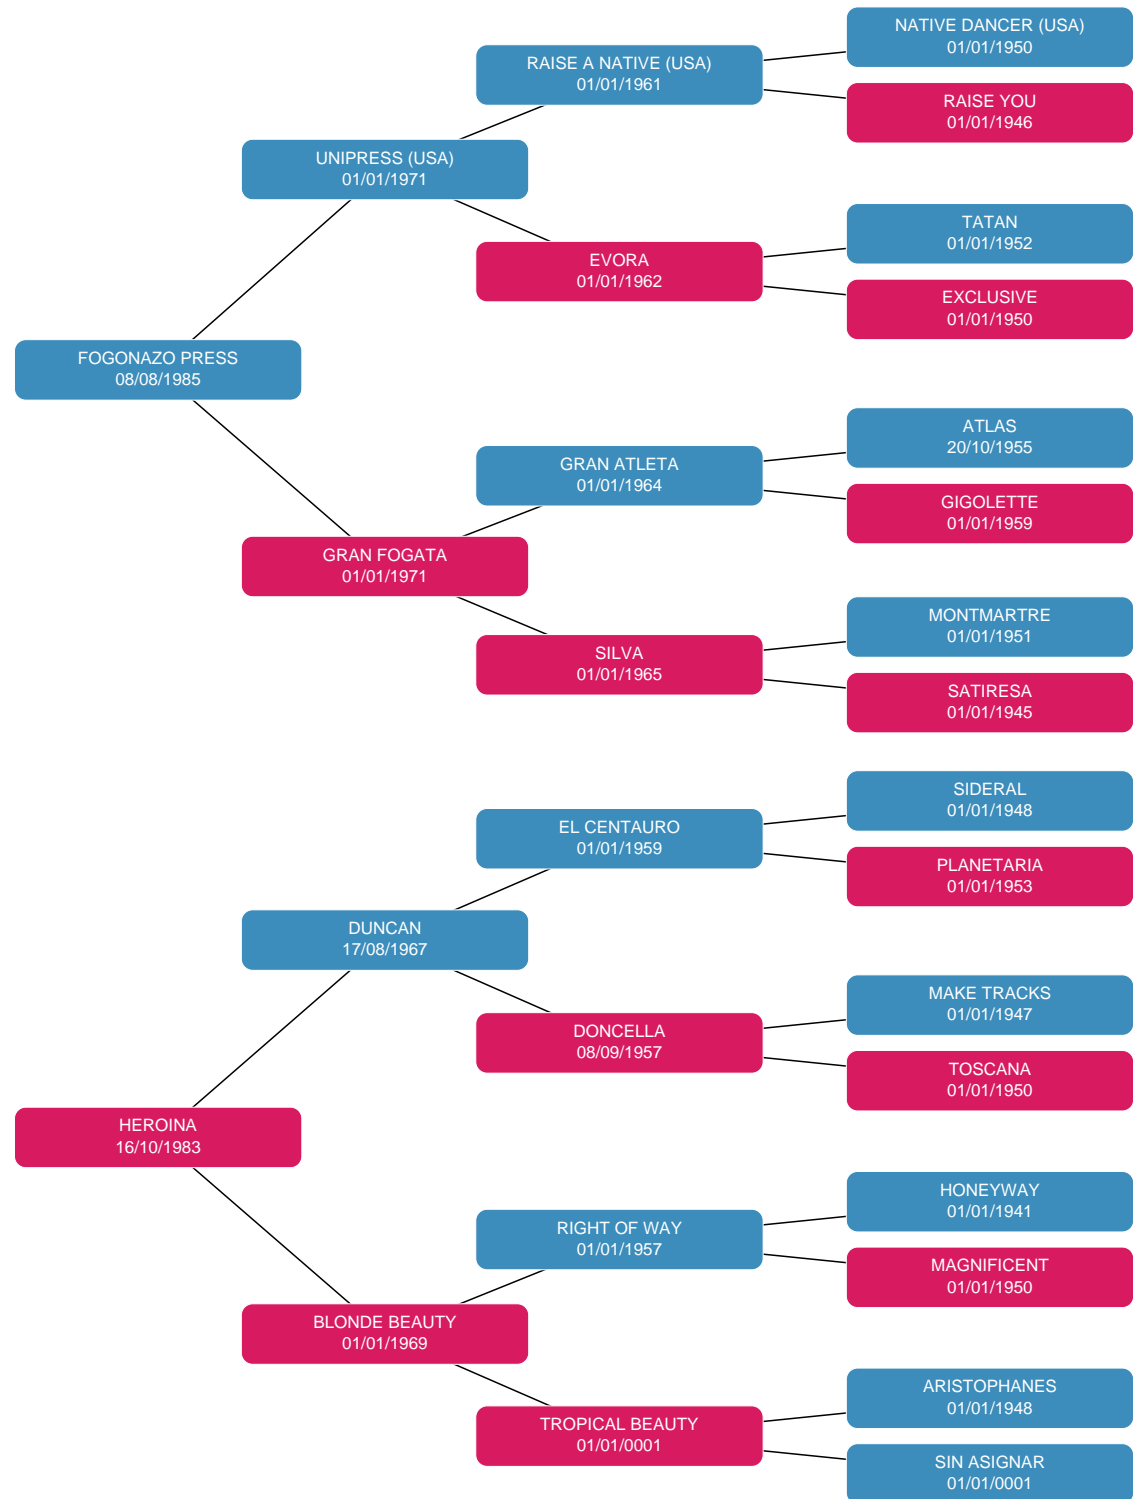 NATIVE DANCER (USA)
01/01/1950
RAISE A NATIVE (USA)
01/01/1961
RAISE YOU
01/01/1946
UNIPRESS (USA)
01/01/1971
TATAN
01/01/1952
EVORA
01/01/1962
EXCLUSIVE
01/01/1950
FOGONAZO PRESS
08/08/1985
ATLAS
20/10/1955
GRAN ATLETA
01/01/1964
GIGOLETTE
01/01/1959
GRAN FOGATA
01/01/1971
MONTMARTRE
01/01/1951
SILVA
01/01/1965
SATIRESA
01/01/1945
SIDERAL
01/01/1948
EL CENTAURO
01/01/1959
PLANETARIA
01/01/1953
DUNCAN
17/08/1967
MAKE TRACKS
01/01/1947
DONCELLA
08/09/1957
TOSCANA
01/01/1950
HEROINA
16/10/1983
HONEYWAY
01/01/1941
RIGHT OF WAY
01/01/1957
MAGNIFICENT
01/01/1950
BLONDE BEAUTY
01/01/1969
ARISTOPHANES
01/01/1948
TROPICAL BEAUTY
01/01/0001
SIN ASIGNAR
01/01/0001